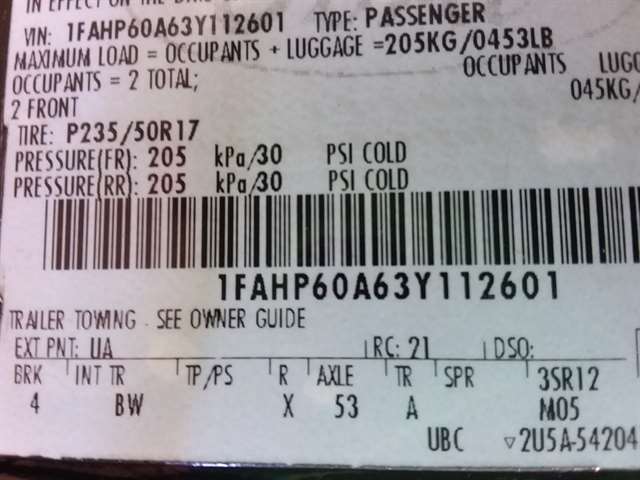 VIN: 1FAHP60A63Y112601 TYPE: PASSENGER
MAXIMUM LOAD = OCCUPANTS + LUGGAGE =205KG/0453LB
OCCUPANTS = 2 TOTAL; OCCUPANTS
2 FRONT 045KG/
TIRE: P235/50R17
PRESSURE(FR): 205 kPa/30 PSI COLD
PRESSURE(RR): 205 kPa/30 PSI COLD
1FAHP60A63Y112601
TRAILER TOWING - SEE OWNER GUIDE
EXT PNT: UA RC: 21 DSO:
BRK INT TR TP/PS R AXLE TR SPR 3SR12
4 BW X 53 A M05
UBC ▽2U5A-54204